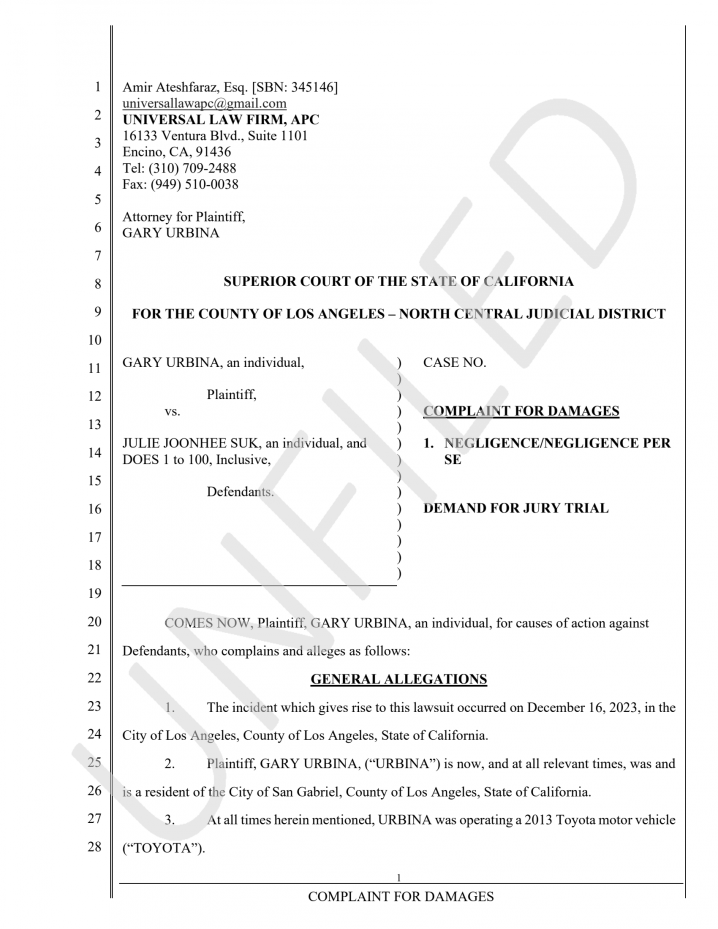 1 Amir Ateshfaraz, Esq. [SBN: 345146]
universallawapc@gmail.com
2 UNIVERSAL LAW FIRM, APC
3 16133 Ventura Blvd., Suite 1101
Encino, CA, 91436
4 Tel: (310) 709-2488
Fax: (949) 510-0038
5
Attorney for Plaintiff,
6 GARY URBINA
7
8 SUPERIOR COURT OF THE STATE OF CALIFORNIA
9 FOR THE COUNTY OF LOS ANGELES – NORTH CENTRAL JUDICIAL DISTRICT
10
11 GARY URBINA, an individual, ) CASE NO.
)
12 Plaintiff, )
vs. ) COMPLAINT FOR DAMAGES
13 )
JULIE JOONHEE SUK, an individual, and ) 1. NEGLIGENCE/NEGLIGENCE PER
14 DOES 1 to 100, Inclusive, ) SE
15 )
Defendants. )
16 ) DEMAND FOR JURY TRIAL
)
17 )
)
18 )
19
20 COMES NOW, Plaintiff, GARY URBINA, an individual, for causes of action against
21 Defendants, who complains and alleges as follows:
22 GENERAL ALLEGATIONS
23 1. The incident which gives rise to this lawsuit occurred on December 16, 2023, in the
24 City of Los Angeles, County of Los Angeles, State of California.
25 2. Plaintiff, GARY URBINA, (“URBINA”) is now, and at all relevant times, was and
26 is a resident of the City of San Gabriel, County of Los Angeles, State of California.
27 3. At all times herein mentioned, URBINA was operating a 2013 Toyota motor vehicle
28 (“TOYOTA”).
1
COMPLAINT FOR DAMAGES
UNFILED